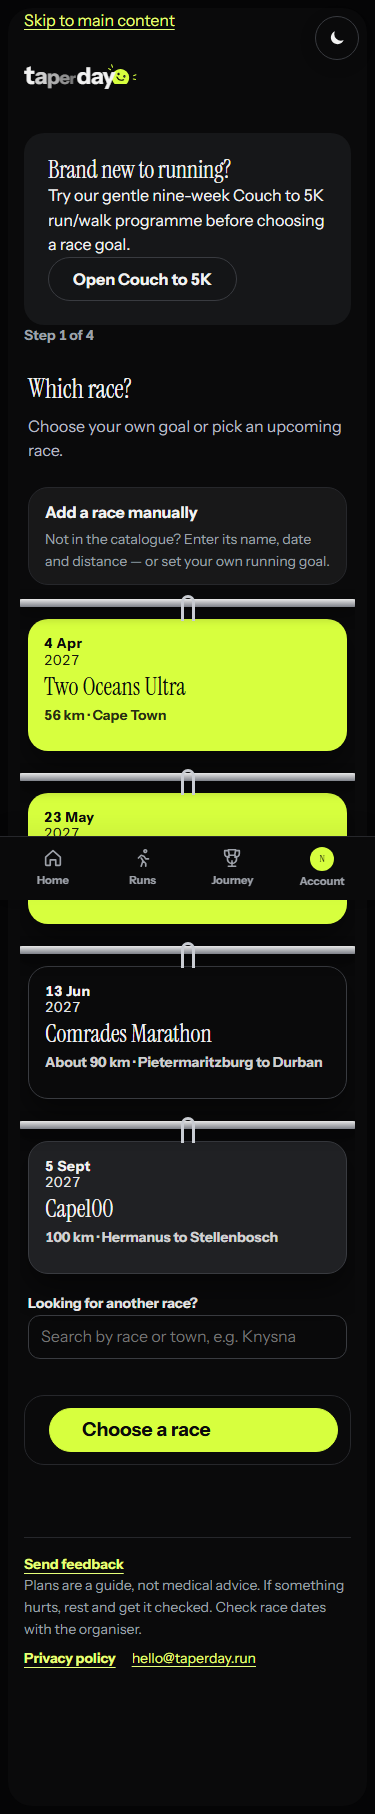 Skip to main content
taperday
Brand new to running?
Try our gentle nine-week Couch to 5K
run/walk programme before choosing
a race goal.
Open Couch to 5K
Step 1 of 4
Which race?
Choose your own goal or pick an upcoming
race.
Add a race manually
Not in the catalogue? Enter its name, date
and distance — or set your own running goal.
4 Apr
2027
Two Oceans Ultra
56 km · Cape Town
23 May
2027
Home
Runs
Journey
N
Account
13 Jun
2027
Comrades Marathon
About 90 km · Pietermaritzburg to Durban
5 Sept
2027
Cape100
100 km · Hermanus to Stellenbosch
Looking for another race?
Search by race or town, e.g. Knysna
Choose a race
Send feedback
Plans are a guide, not medical advice. If something
hurts, rest and get it checked. Check race dates
with the organiser.
Privacy policy hello@taperday.run